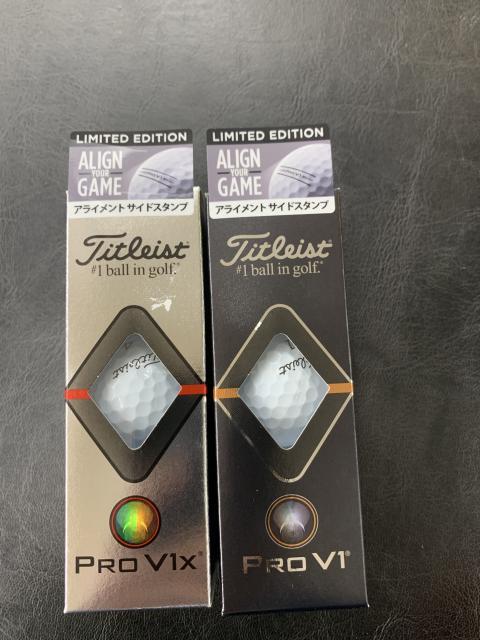 LIMITED EDITION
ALIGN
YOUR
GAME
アライメント サイドスタンプ
Titleist®
#1 ball in golf.®
Titleist
PRO V1x®
LIMITED EDITION
ALIGN
YOUR
GAME
アライメント サイドスタンプ
Titleist®
#1 ball in golf.®
tleist
PRO V1®